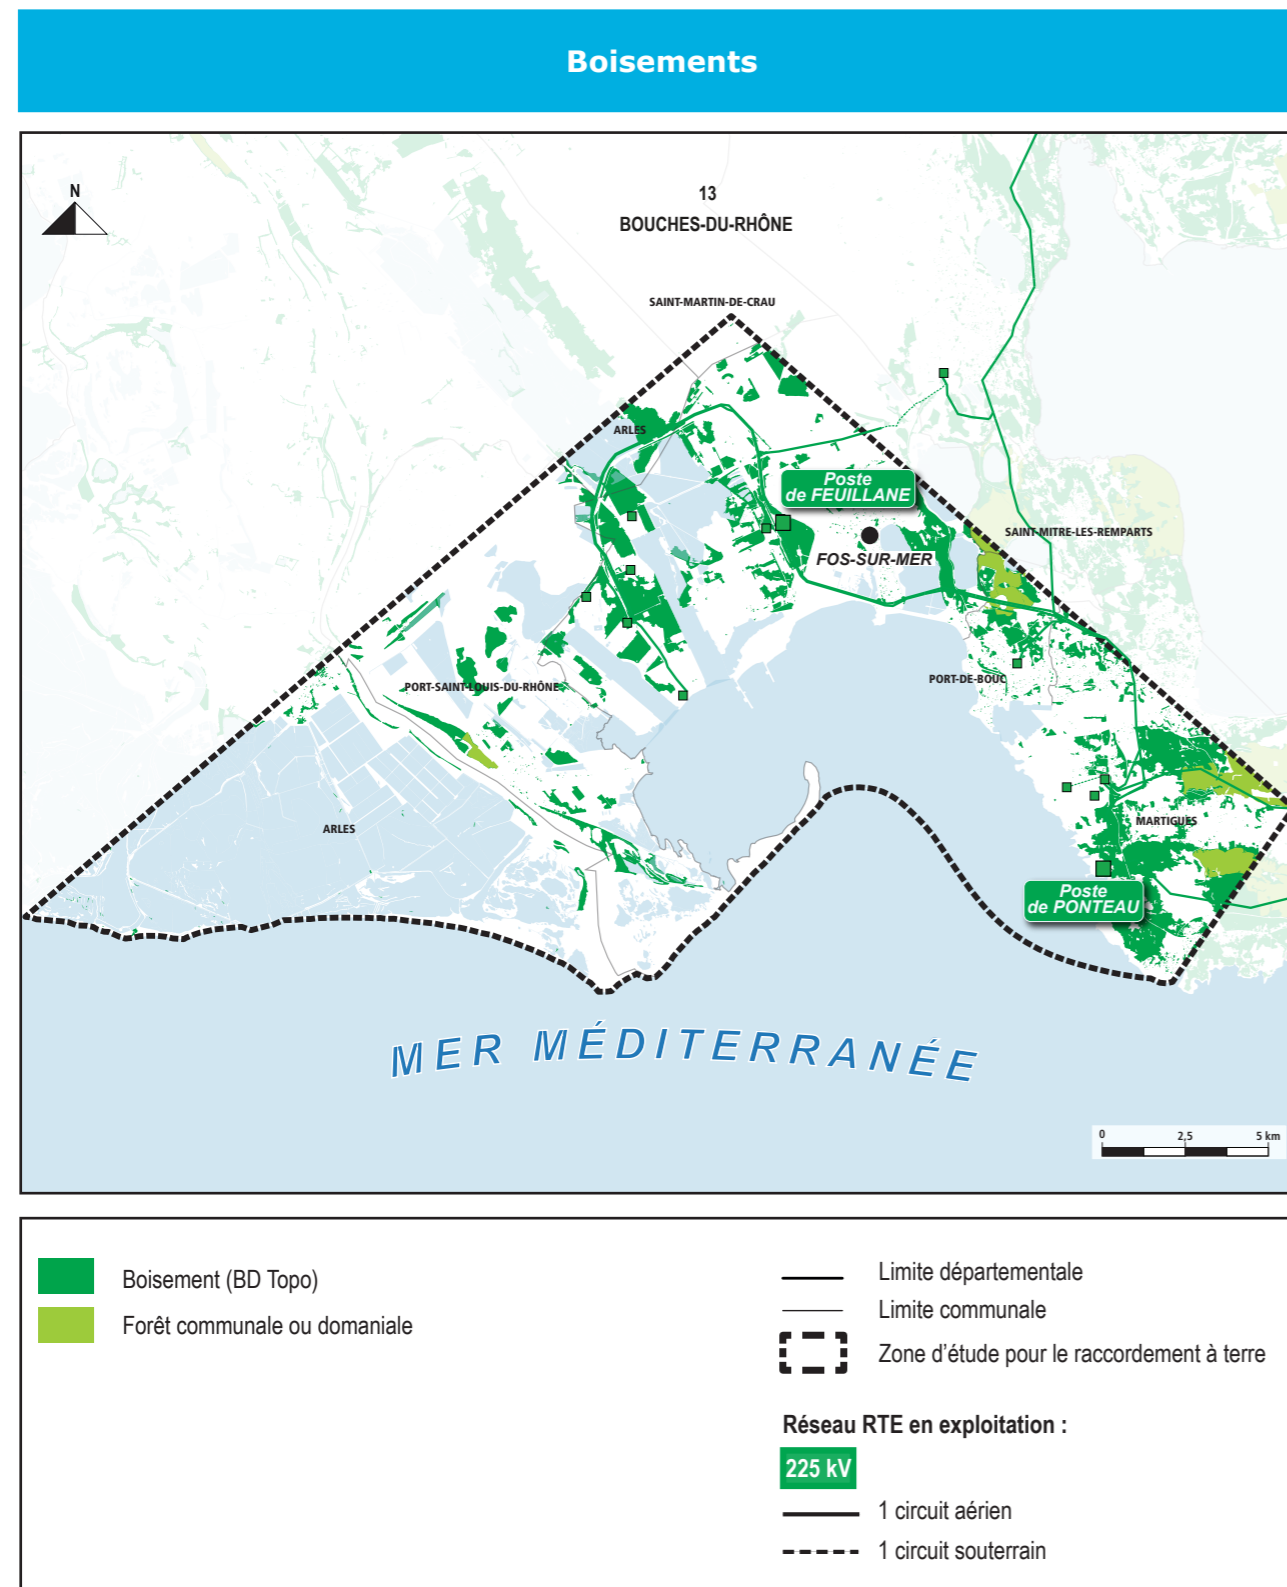 Boisements
N
13
BOUCHES-DU-RHÔNE
SAINT-MARTIN-DE-CRAU
ARLES
Poste
de FEUILLANE
FOS-SUR-MER
SAINT-MITRE-LES-REMPARTS
PORT-DE-BOUC
PORT-SAINT-LOUIS-DU-RHÔNE
ARLES
MARTIGUES
Poste
de PONTEAU
MER MÉDITERRANÉE
0 2,5 5 km
Boisement (BD Topo)
Forêt communale ou domaniale
Limite départementale
Limite communale
Zone d’étude pour le raccordement à terre
Réseau RTE en exploitation :
225 kV
1 circuit aérien
1 circuit souterrain